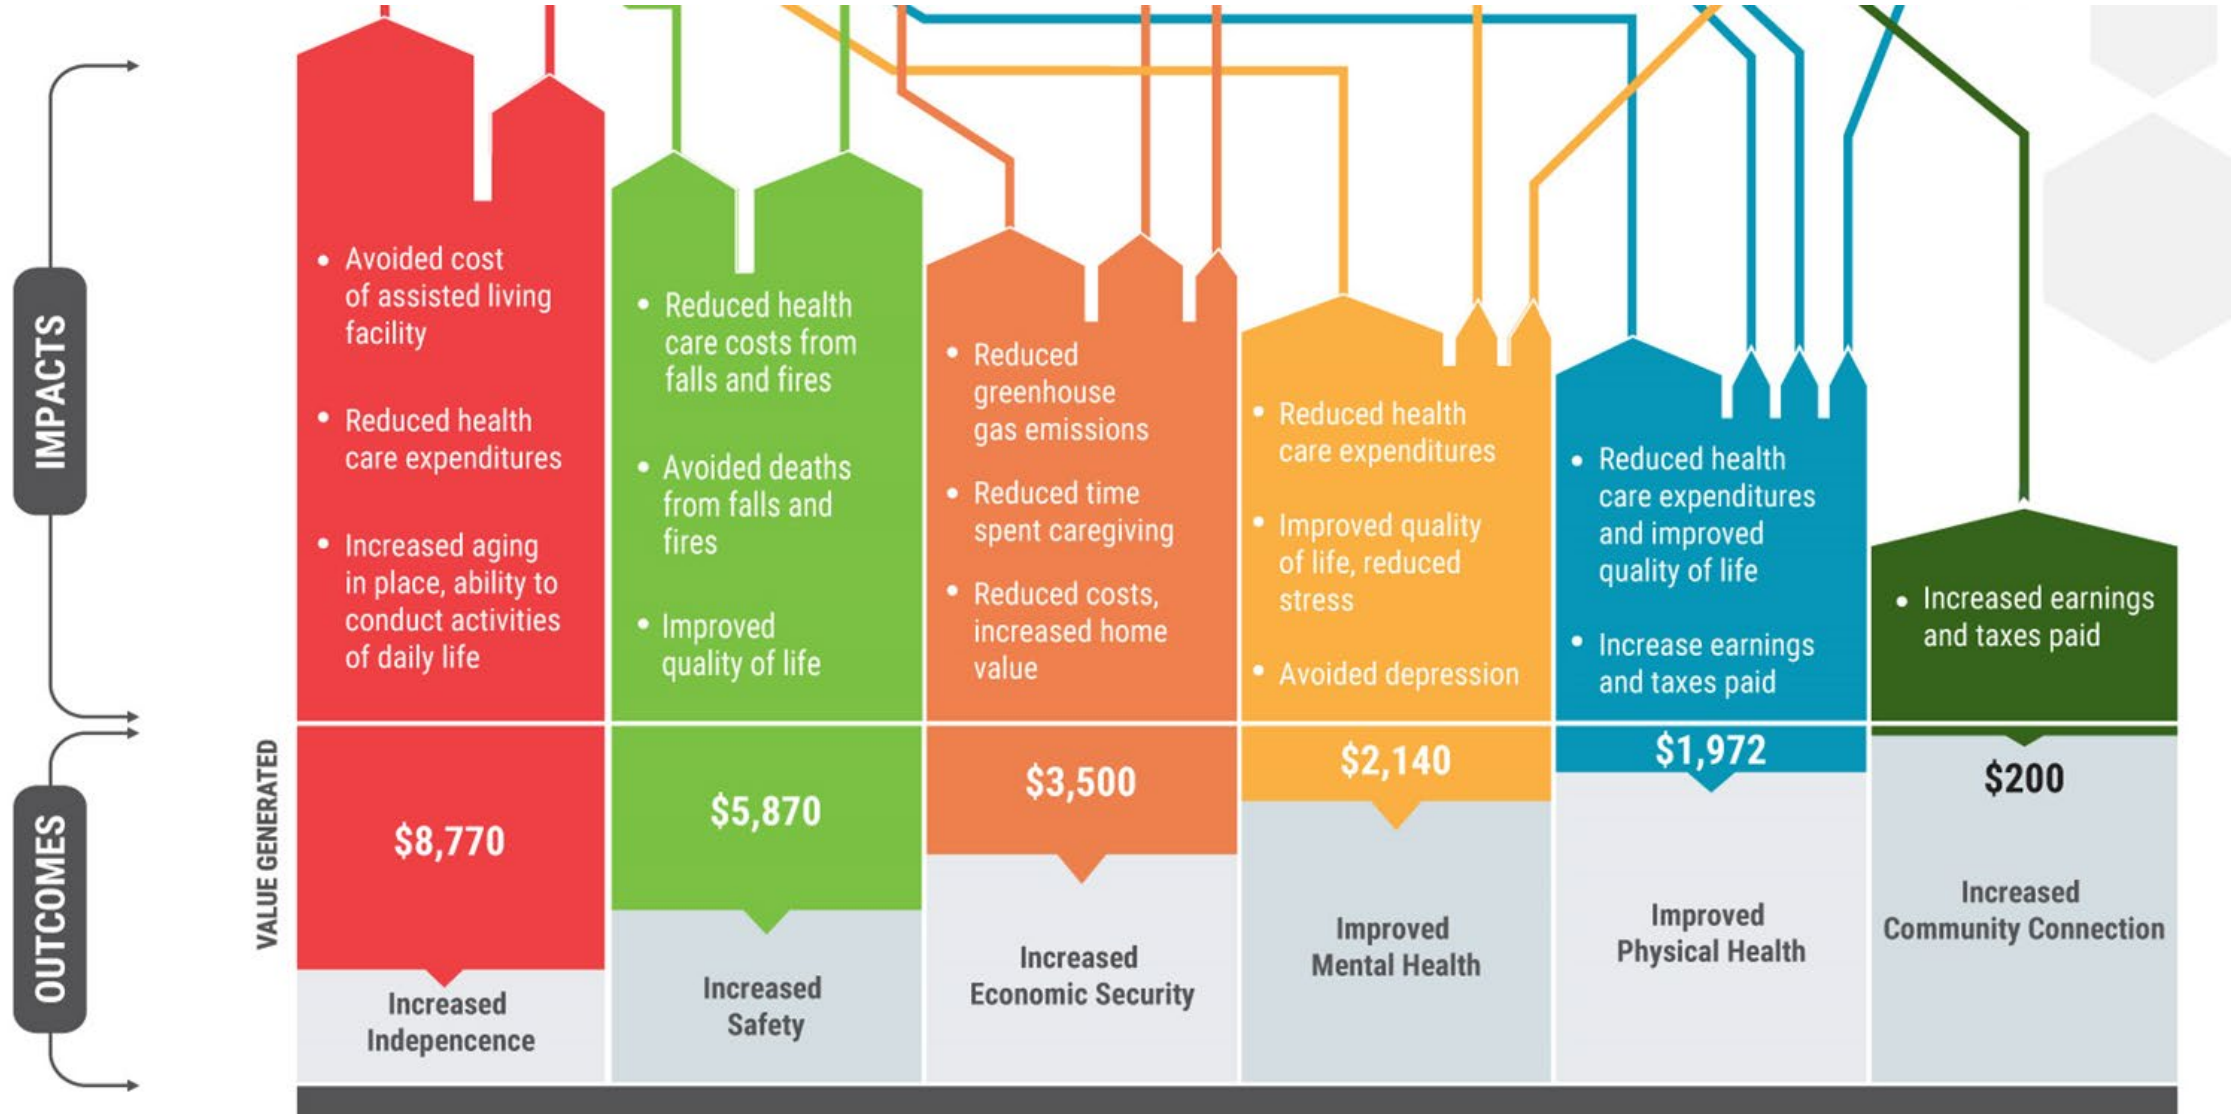 IMPACTS
• Avoided cost
of assisted living
facility
• Reduced health
care expenditures
• Increased aging
in place, ability to
conduct activities
of daily life
• Reduced health
care costs from
falls and fires
• Avoided deaths
from falls and
fires
• Improved
quality of life
• Reduced
greenhouse
gas emissions
• Reduced time
spent caregiving
• Reduced costs,
increased home
value
• Reduced health
care expenditures
• Improved quality
of life, reduced
stress
• Avoided depression
• Reduced health
care expenditures
and improved
quality of life
• Increase earnings
and taxes paid
• Increased earnings
and taxes paid
OUTCOMES
VALUE GENERATED
$8,770
Increased
Indepencence
$5,870
Increased
Safety
$3,500
Increased
Economic Security
$2,140
Improved
Mental Health
$1,972
Improved
Physical Health
$200
Increased
Community Connection